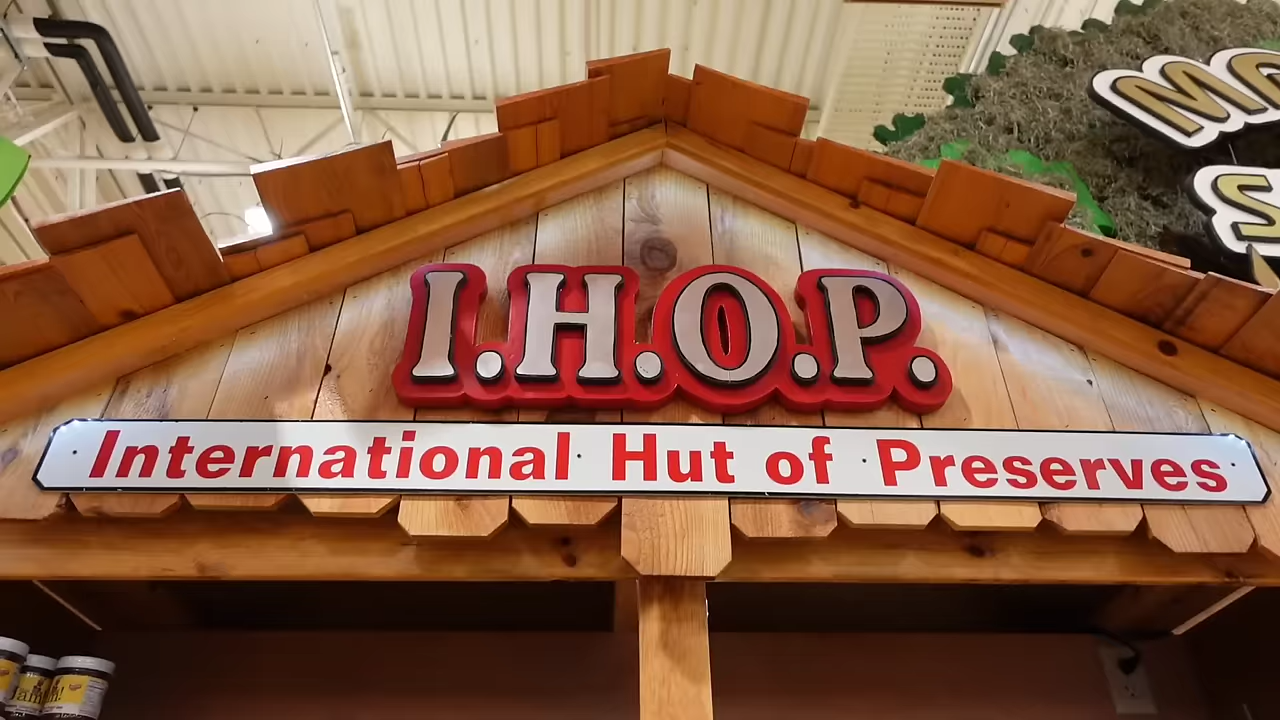 I.H.O.P.
International Hut of Preserves